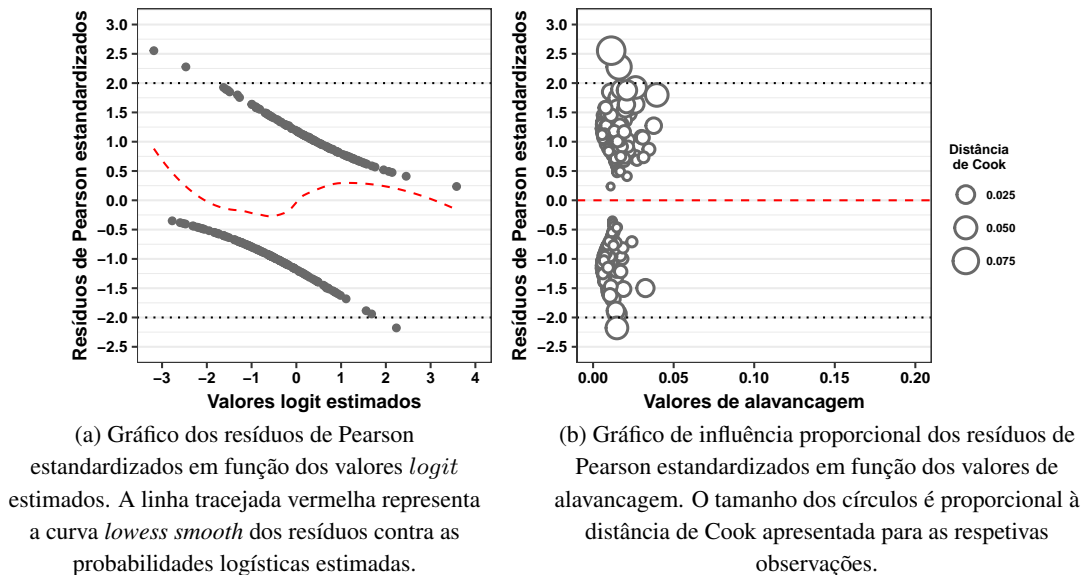 3.0
2.5
2.0
1.5
1.0
0.5
0.0
−0.5
−1.0
−1.5
−2.0
−2.5
Resíduos de Pearson estandardizados
−3 −2 −1 0 1 2 3 4
Valores logit estimados
3.0
2.5
2.0
1.5
1.0
0.5
0.0
−0.5
−1.0
−1.5
−2.0
−2.5
Resíduos de Pearson estandardizados
0.00 0.05 0.10 0.15 0.20
Valores de alavancagem
Distância
de Cook
0.025
0.050
0.075
(a) Gráfico dos resíduos de Pearson
estandardizados em função dos valores logit
estimados. A linha tracejada vermelha representa
a curva lowess smooth dos resíduos contra as
probabilidades logísticas estimadas.
(b) Gráfico de influência proporcional dos resíduos de
Pearson estandardizados em função dos valores de
alavancagem. O tamanho dos círculos é proporcional à
distância de Cook apresentada para as respetivas
observações.